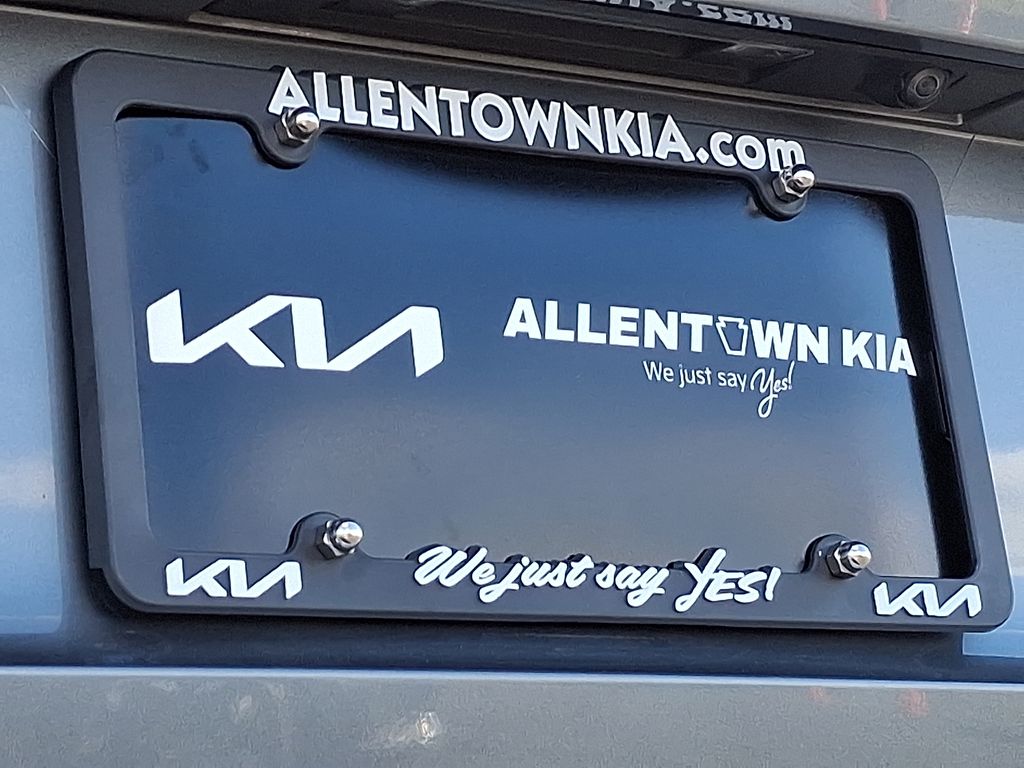 ALLENTOWNKIA.com
KIA
ALLENTOWN KIA
We just say Yes!
We just say YES!
KIA
KIA